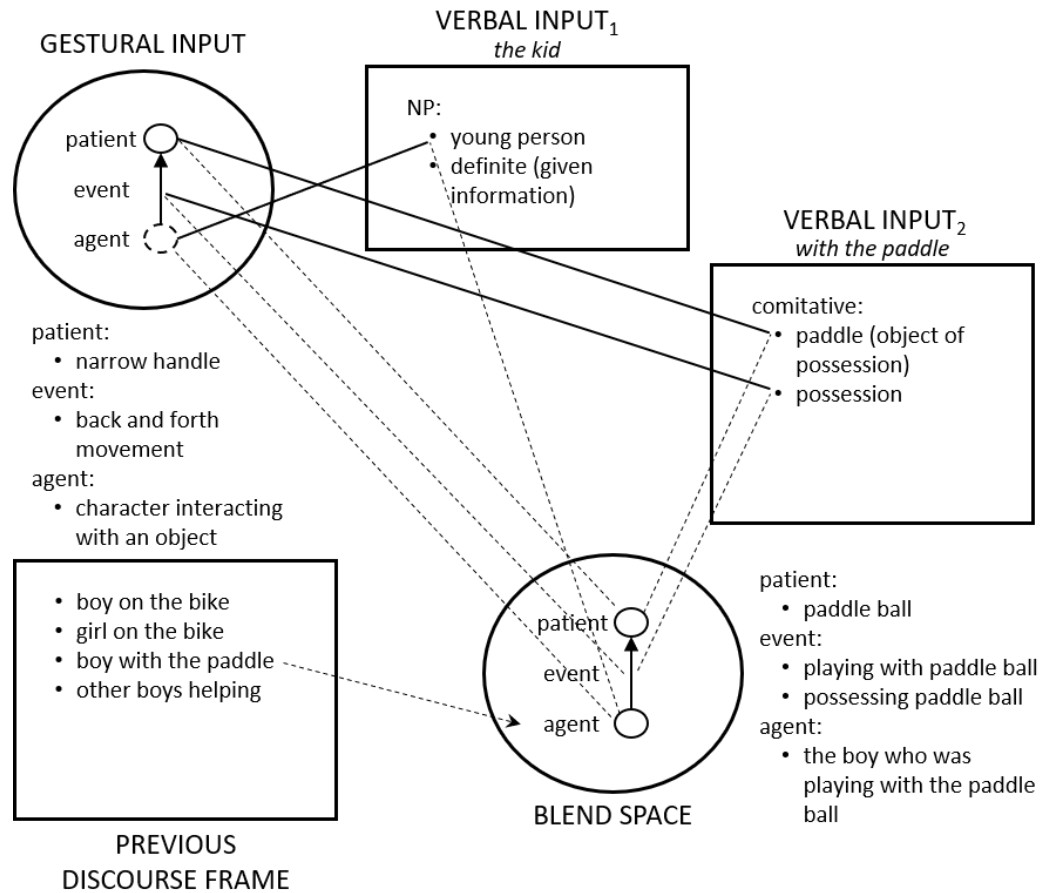 GESTURAL INPUT
patient
event
agent
patient:
• narrow handle
event:
• back and forth
movement
agent:
• character interacting
with an object
VERBAL INPUT₁
the kid
NP:
• young person
• definite (given
information)
VERBAL INPUT₂
with the paddle
comitative:
• paddle (object of
possession)
• possession
• boy on the bike
• girl on the bike
• boy with the paddle
• other boys helping
PREVIOUS
DISCOURSE FRAME
patient
event
agent
BLEND SPACE
patient:
• paddle ball
event:
• playing with paddle ball
• possessing paddle ball
agent:
• the boy who was
playing with the paddle
ball